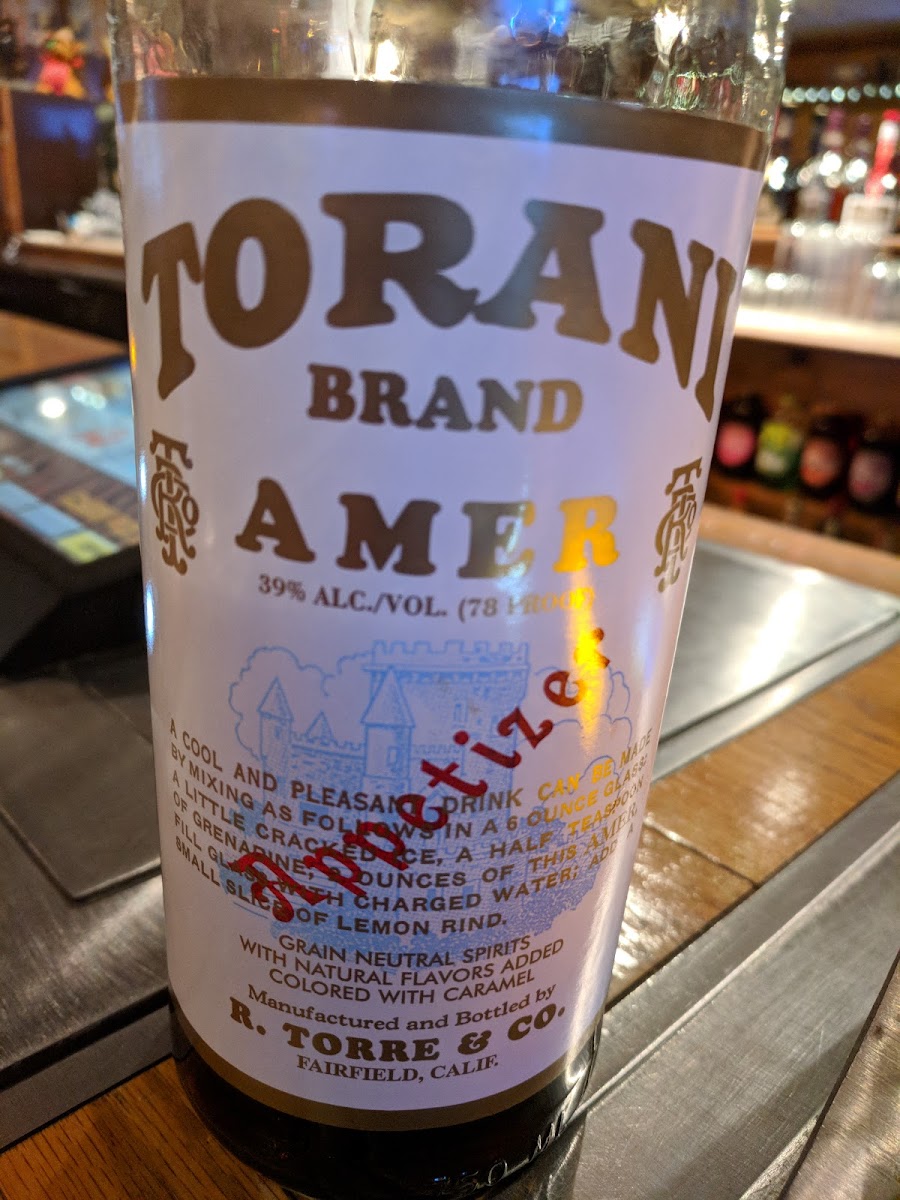 TORANI
BRAND
AMER
39% ALC./VOL. (78 PROOF)
Appetizer
A COOL AND PLEASANT DRINK CAN BE MADE
BY MIXING AS FOLLOWS IN A 6 OUNCE GLASS:
A LITTLE CRACKED ICE, A HALF TEASPOON
OF GRENADINE, OUNCES OF THIS AMER.
FILL GLASS WITH CHARGED WATER; ADD A
SMALL SLICE OF LEMON RIND.
GRAIN NEUTRAL SPIRITS
WITH NATURAL FLAVORS ADDED
COLORED WITH CARAMEL
Manufactured and Bottled by
R. TORRE & CO.
FAIRFIELD, CALIF.